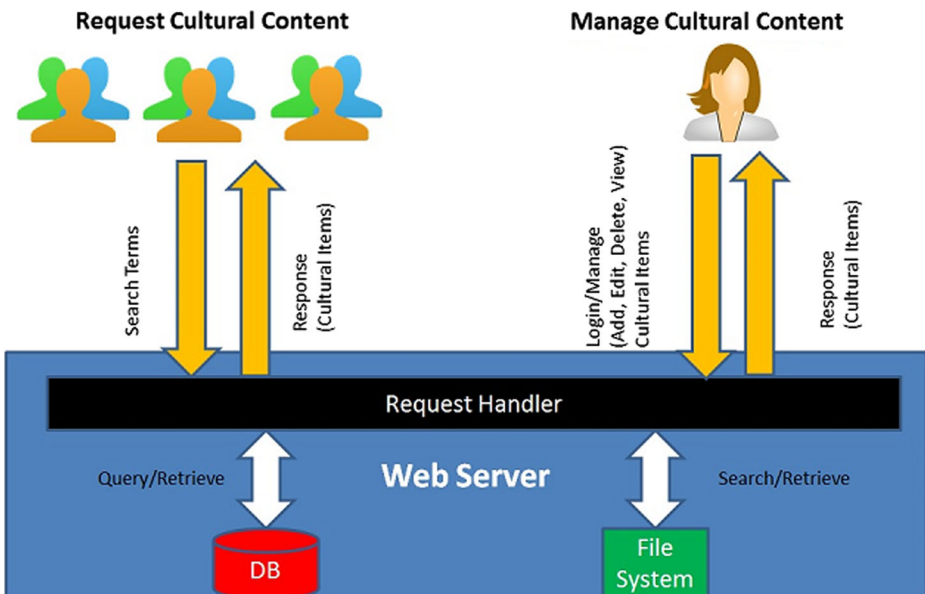 Request Cultural Content
Manage Cultural Content
Search Terms
Response
(Cultural Items)
Login/Manage
(Add, Edit, Delete, View)
Cultural Items
Response
(Cultural Items)
Request Handler
Query/Retrieve
Web Server
Search/Retrieve
DB
File
System